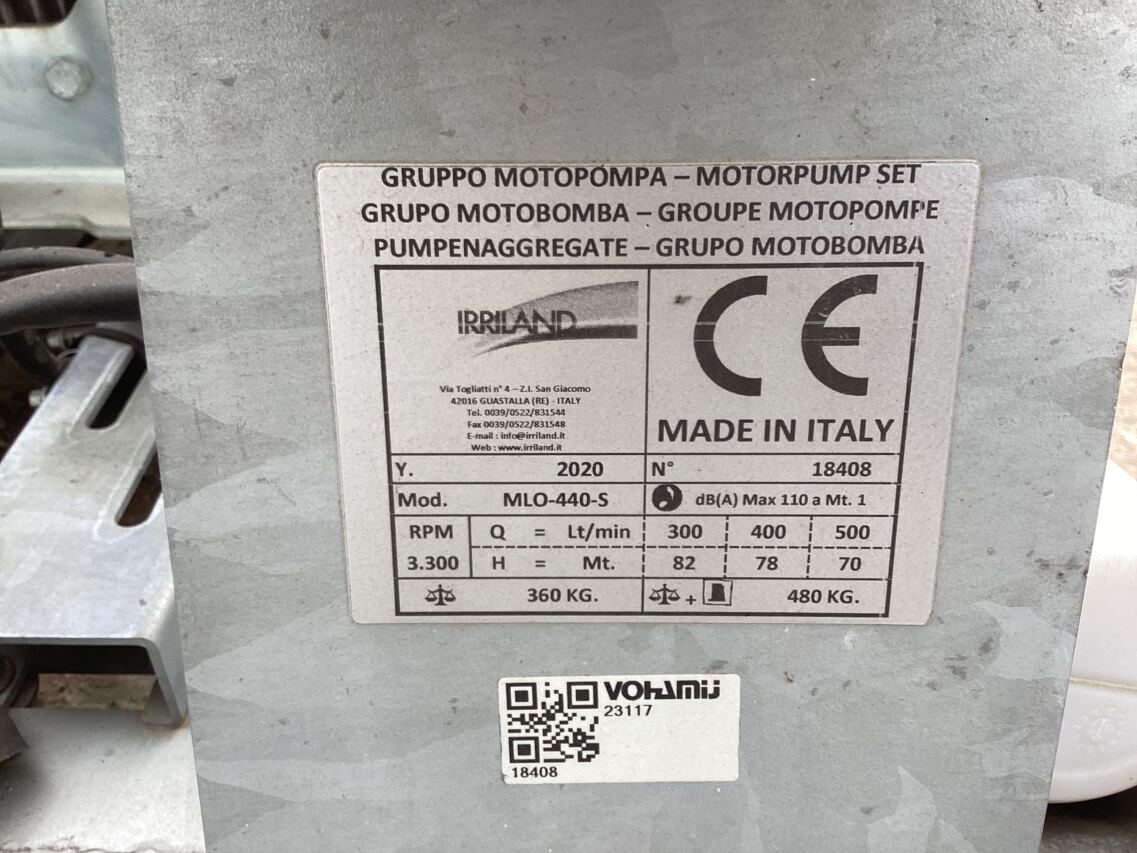 GRUPPO MOTOPOMPA – MOTORPUMP SET
GRUPO MOTOBOMBA – GROUPE MOTOPOMPE
PUMPENAGGREGATE – GRUPO MOTOBOMBA
IRRILAND
CE
Via Togliatti n° 4 – Z.I. San Giacomo
42016 GUASTALLA (RE) - ITALY
Tel. 0039/0522/831544
Fax 0039/0522/831548
E-mail : info@irriland.it
Web : www.irriland.it
MADE IN ITALY
Y. 2020 N° 18408
Mod. MLO-440-S dB(A) Max 110 a Mt. 1
RPM Q = Lt/min 300 400 500
3.300 H = Mt. 82 78 70
360 KG. + 480 KG.
VOHAMIJ
23117
18408